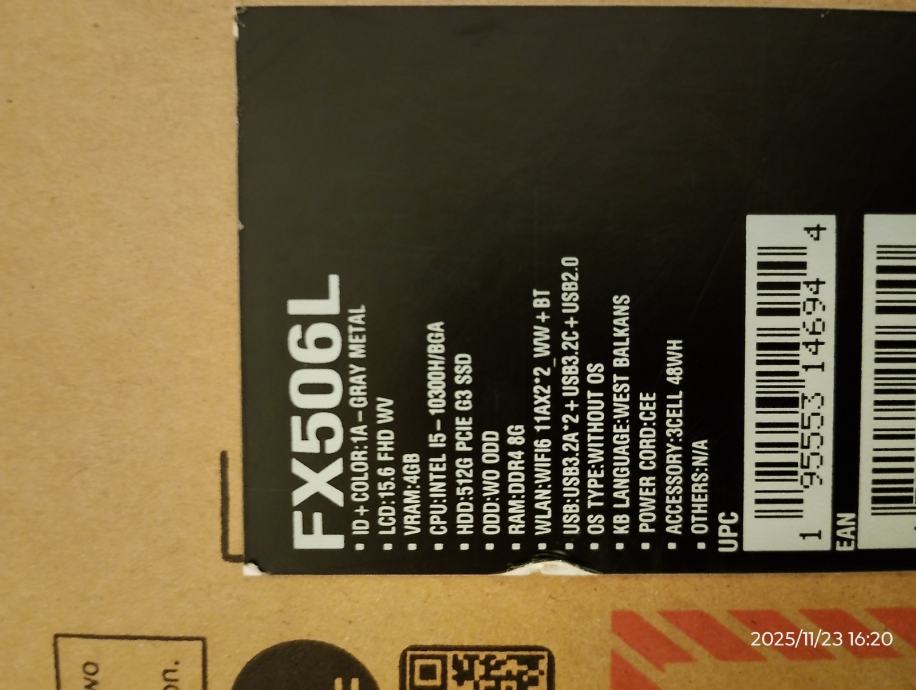 FX506L
▪ ID+COLOR:1A-GRAY METAL
▪ LCD:15.6 FHD WV
▪ VRAM:4GB
▪ CPU:INTEL I5-10300H/BGA
▪ HDD:512G PCIE G3 SSD
▪ ODD:WO ODD
▪ RAM:DDR4 8G
▪ WLAN:WIFI6 11AX2*2_WW+BT
▪ USB:USB3.2A*2+USB3.2C+USB2.0
▪ OS TYPE:WITHOUT OS
▪ KB LANGUAGE:WEST BALKANS
▪ POWER CORD:CEE
▪ ACCESSORY:3CELL 48WH
▪ OTHERS:N/A
UPC
1 95553 14694 4
EAN
2025/11/23 16:20